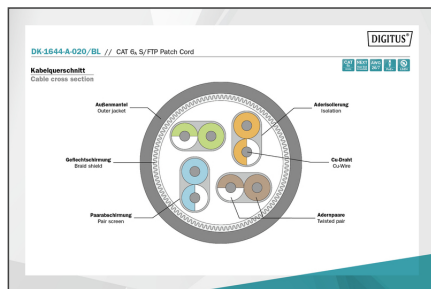 DIGITUS®
DK-1644-A-020/BL // CAT 6A S/FTP Patch Cord
Kabelquerschnitt
Cable cross section
Außenmantel
Outer jacket
Aderisolierung
Isolation
Geflechtschirmung
Braid shield
Cu-Draht
Cu-Wire
Paarabschirmung
Pair screen
Adernpaare
Twisted pair